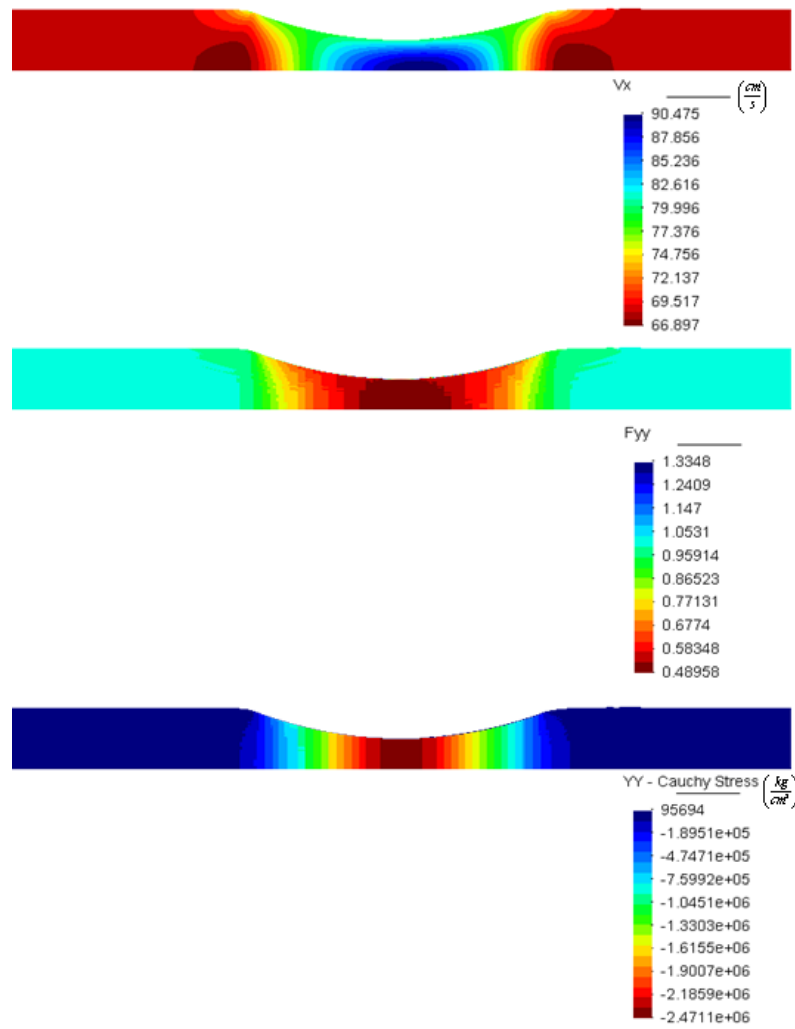 Vx (cm/s)
90.475
87.856
85.236
82.616
79.996
77.376
74.756
72.137
69.517
66.897
Fyy
1.3348
1.2409
1.147
1.0531
0.95914
0.86523
0.77131
0.6774
0.58348
0.48958
YY - Cauchy Stress (kg/cm²)
95694
-1.8951e+05
-4.7471e+05
-7.5992e+05
-1.0451e+06
-1.3303e+06
-1.6155e+06
-1.9007e+06
-2.1859e+06
-2.4711e+06